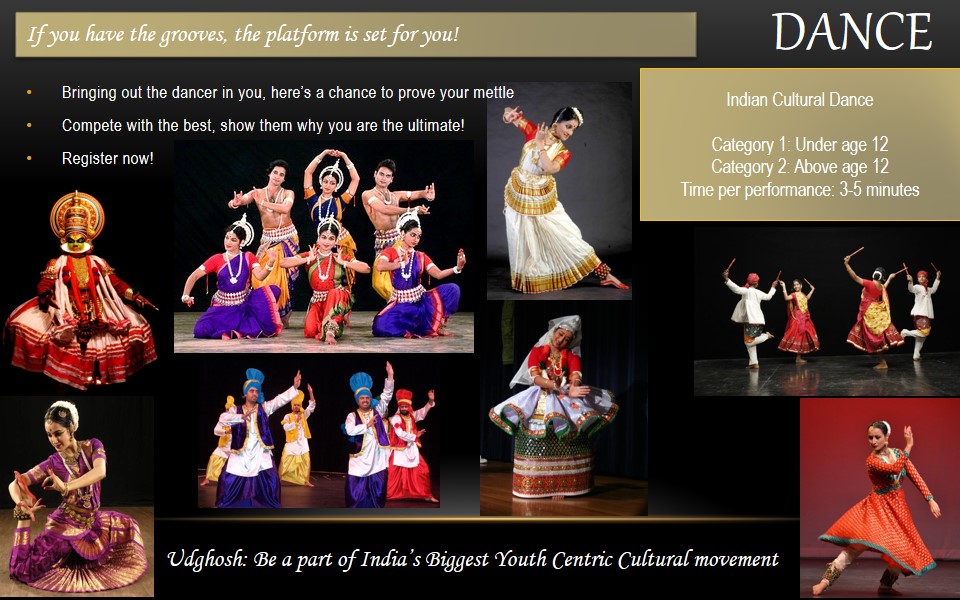 If you have the grooves, the platform is set for you!
DANCE
• Bringing out the dancer in you, here's a chance to prove your mettle
• Compete with the best, show them why you are the ultimate!
• Register now!
Indian Cultural Dance
Category 1: Under age 12
Category 2: Above age 12
Time per performance: 3-5 minutes
Udghosh: Be a part of India's Biggest Youth Centric Cultural movement